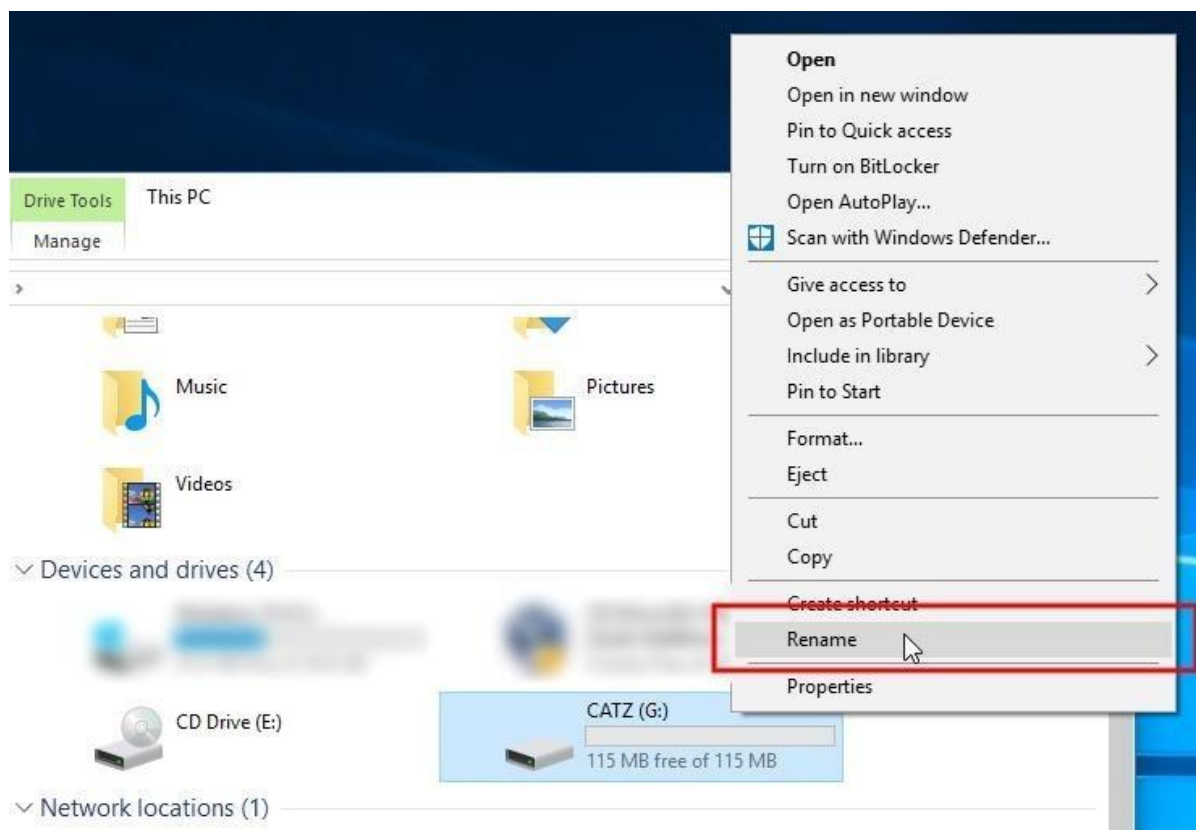 Drive Tools
This PC
Manage
Music
Pictures
Videos
Devices and drives (4)
CD Drive (E:)
CATZ (G:)
115 MB free of 115 MB
Network locations (1)
Open
Open in new window
Pin to Quick access
Turn on BitLocker
Open AutoPlay...
Scan with Windows Defender...
Give access to
Open as Portable Device
Include in library
Pin to Start
Format...
Eject
Cut
Copy
Create shortcut
Rename
Properties